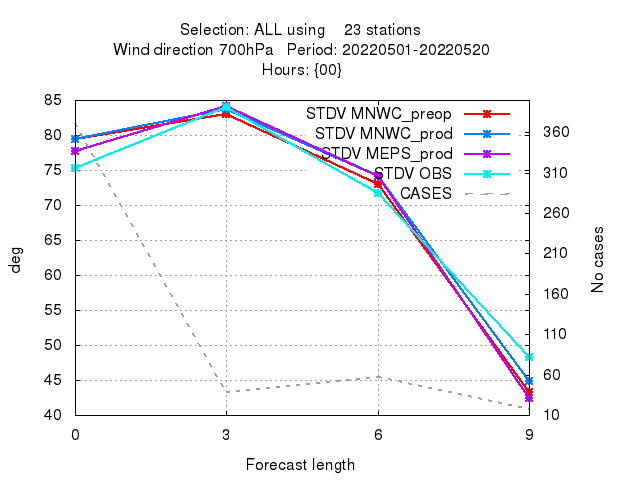 Selection: ALL using 23 stations
Wind direction 700hPa Period: 20220501-20220520
Hours: {00}
85
80
75
70
65
60
55
50
45
40
deg
STDV MNWC_preop
STDV MNWC_prod
STDV MEPS_prod
STDV OBS
CASES
360
310
260
210
160
110
60
10
No cases
0 3 6 9
Forecast length